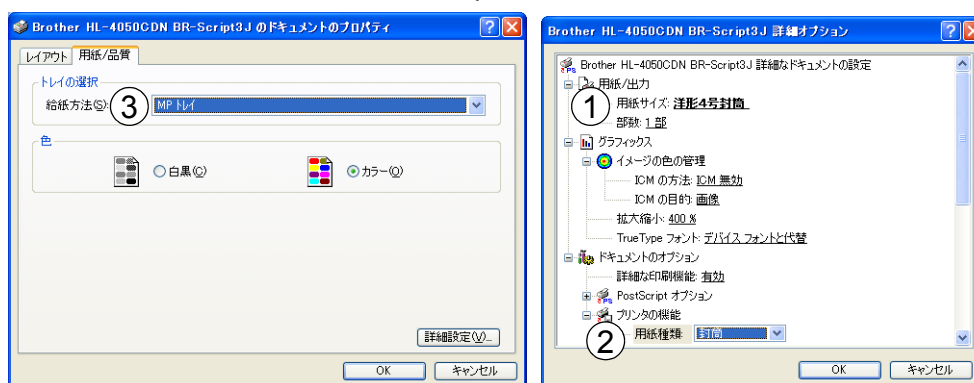 Brother HL-4050CDN BR-Script3J のドキュメントのプロパティ
レイアウト 用紙/品質
トレイの選択
給紙方法(S): ③ MPトレイ
色
白黒(C) カラー(O)
詳細設定(V)...
OK キャンセル
Brother HL-4050CDN BR-Script3J 詳細オプション
Brother HL-4050CDN BR-Script3J 詳細なドキュメントの設定
用紙/出力
① 用紙サイズ: 洋形4号封筒
部数: 1 部
グラフィックス
イメージの色の管理
ICM の方法: ICM 無効
ICM の目的: 画像
拡大縮小: 400 %
TrueType フォント: デバイス フォントと代替
ドキュメントのオプション
詳細な印刷機能: 有効
PostScript オプション
プリンタの機能
② 用紙種類: 封筒
OK キャンセル